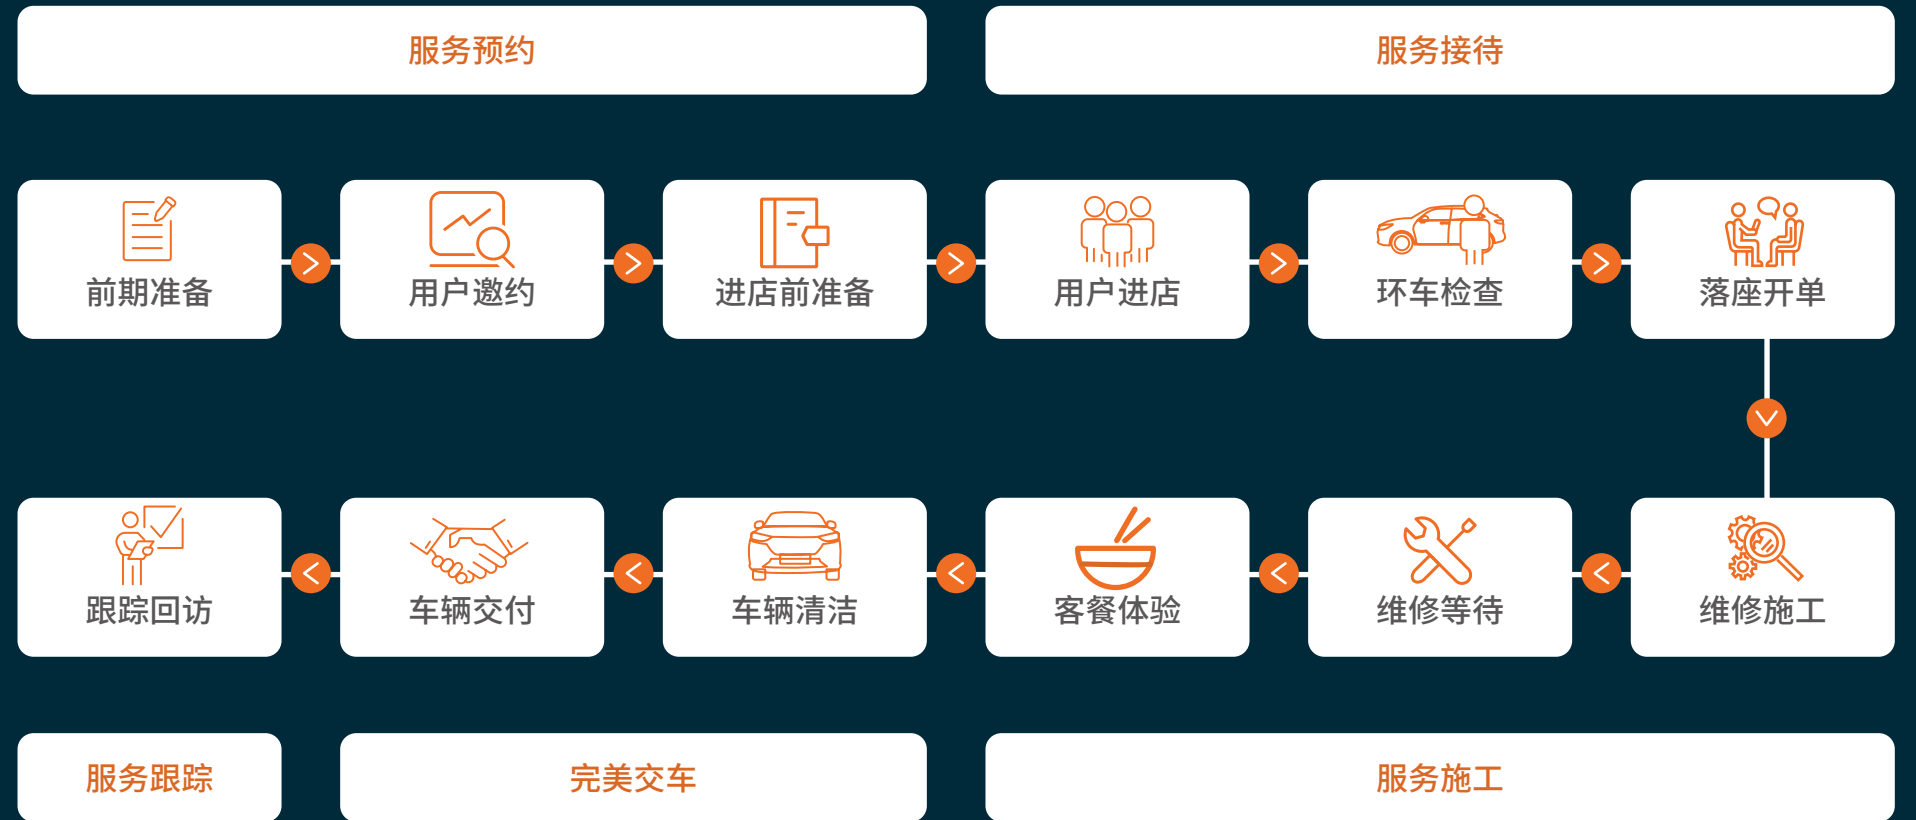 服务预约
服务接待
前期准备
用户邀约
进店前准备
用户进店
环车检查
落座开单
跟踪回访
车辆交付
车辆清洁
客餐体验
维修等待
维修施工
服务跟踪
完美交车
服务施工